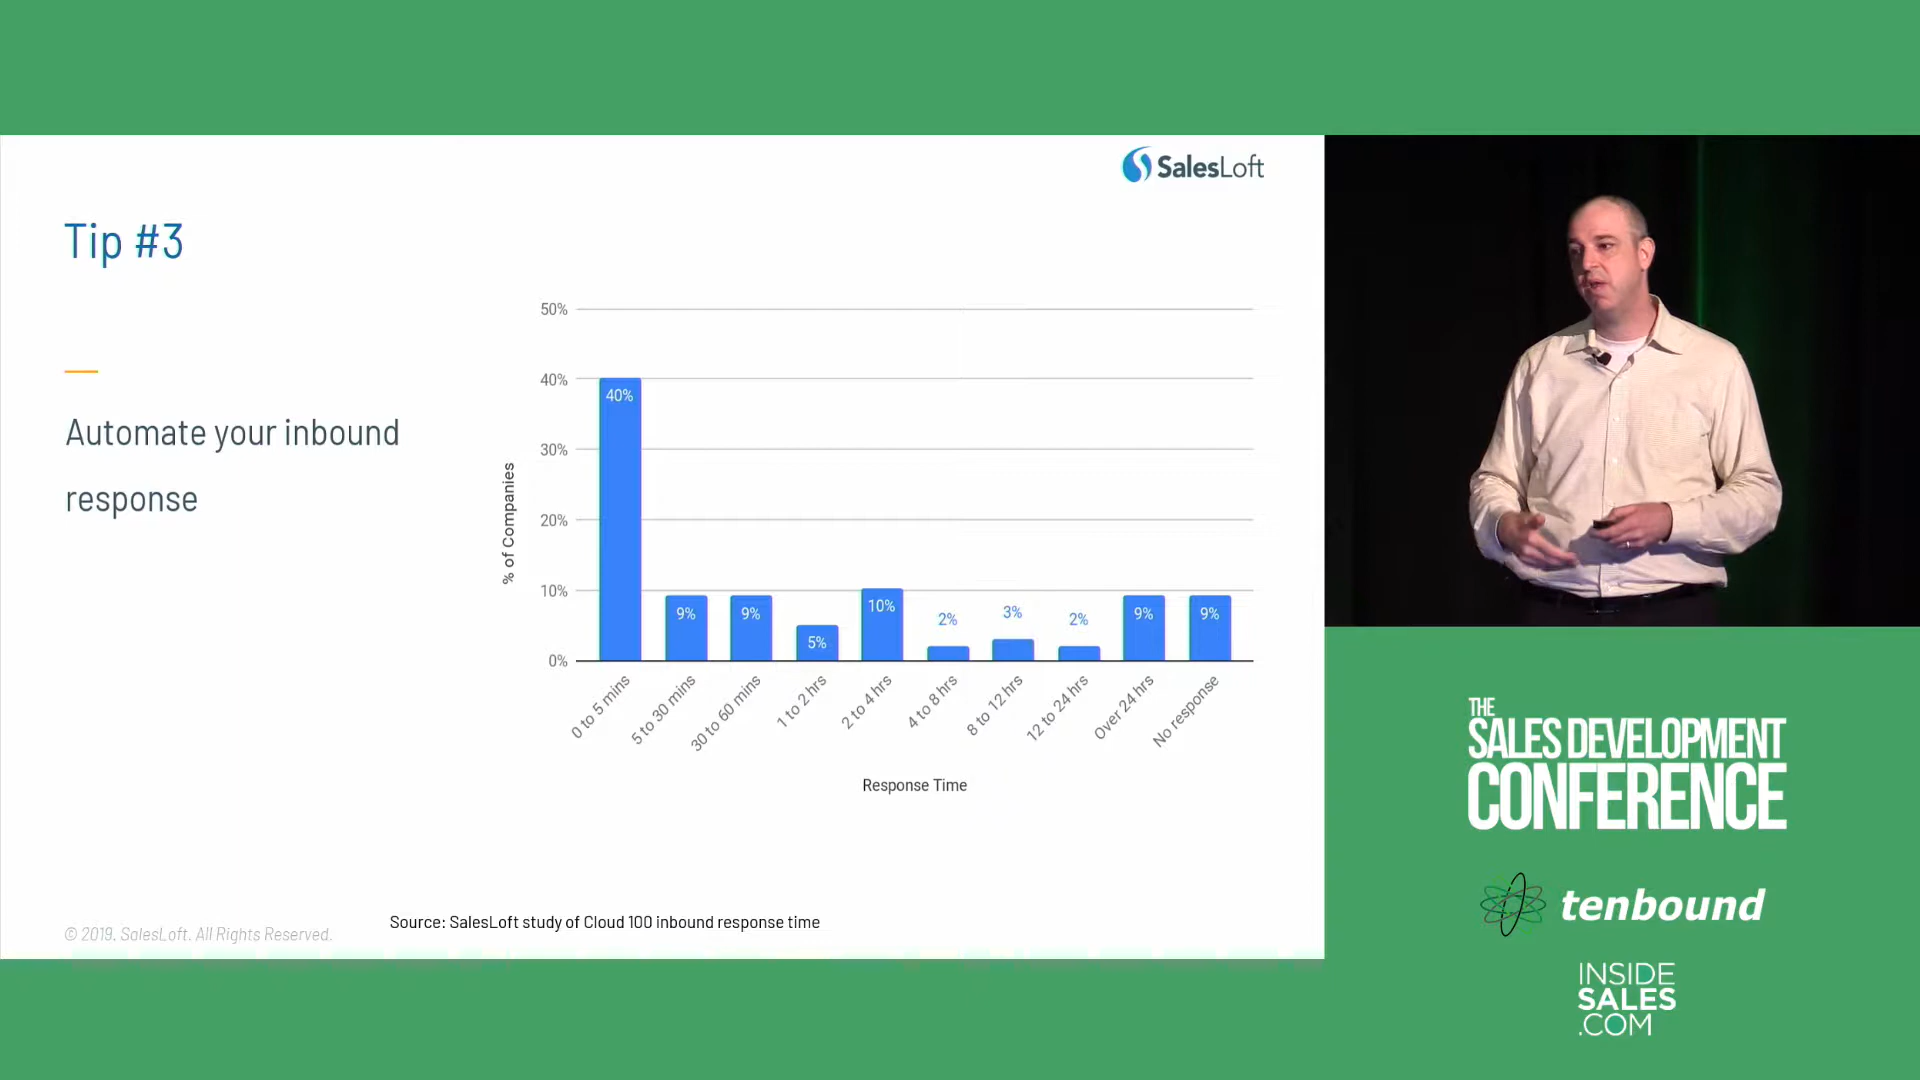 SalesLoft
Tip #3
Automate your inbound
response
50%
40%
30%
20%
10%
0%
% of Companies
40%
9%
9%
5%
10%
2%
3%
2%
9%
9%
0 to 5 mins
5 to 30 mins
30 to 60 mins
1 to 2 hrs
2 to 4 hrs
4 to 8 hrs
8 to 12 hrs
12 to 24 hrs
Over 24 hrs
No response
Response Time
Source: SalesLoft study of Cloud 100 inbound response time
© 2019. SalesLoft. All Rights Reserved.
THE
SALES DEVELOPMENT
CONFERENCE
tenbound
INSIDE
SALES
.COM